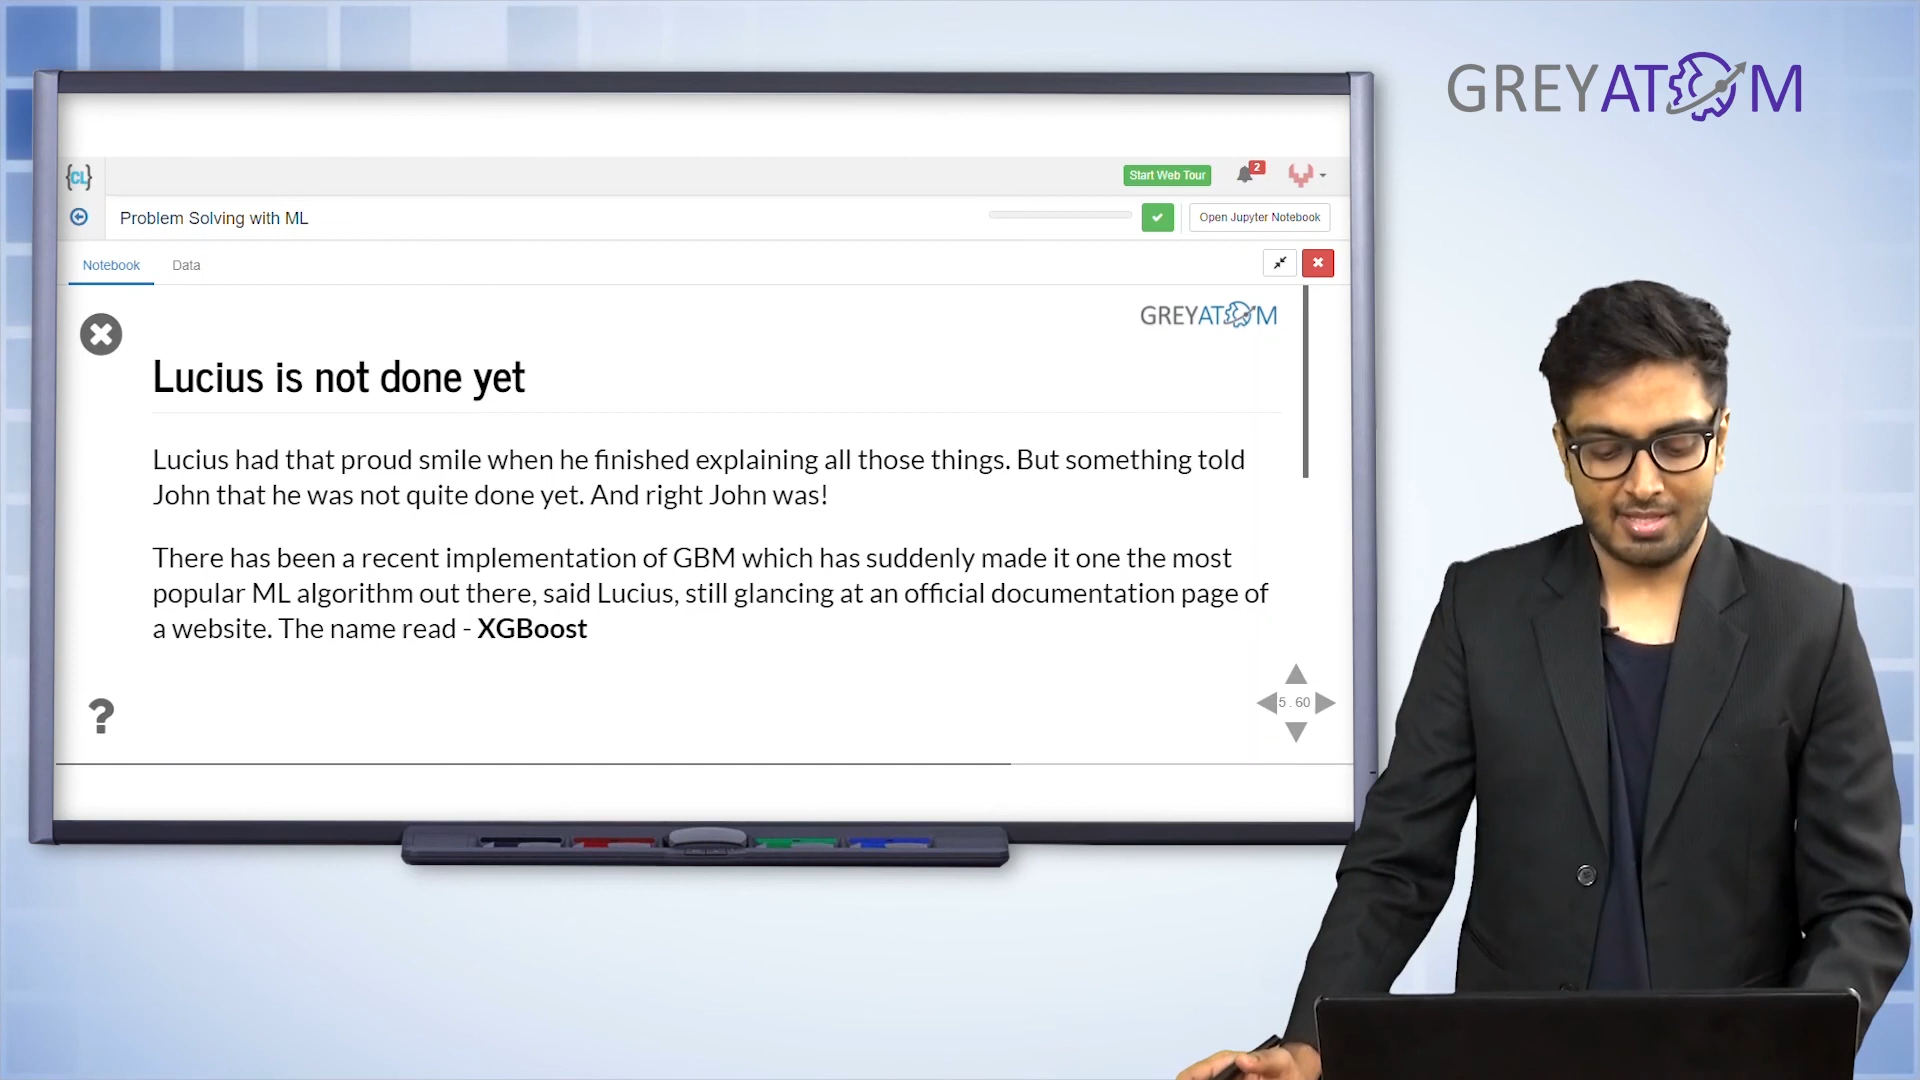 GREYATOM
{CL}
Start Web Tour
2
Problem Solving with ML
Open Jupyter Notebook
Notebook
Data
GREYATOM
Lucius is not done yet
Lucius had that proud smile when he finished explaining all those things. But something told
John that he was not quite done yet. And right John was!
There has been a recent implementation of GBM which has suddenly made it one the most
popular ML algorithm out there, said Lucius, still glancing at an official documentation page of
a website. The name read - XGBoost
?
5 . 60